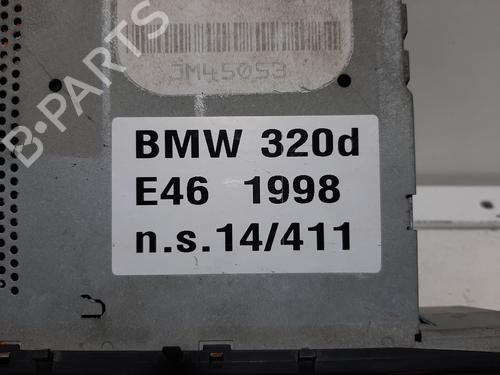 JM45053
BMW 320d
E46 1998
n.s.14/411
B-PARTS